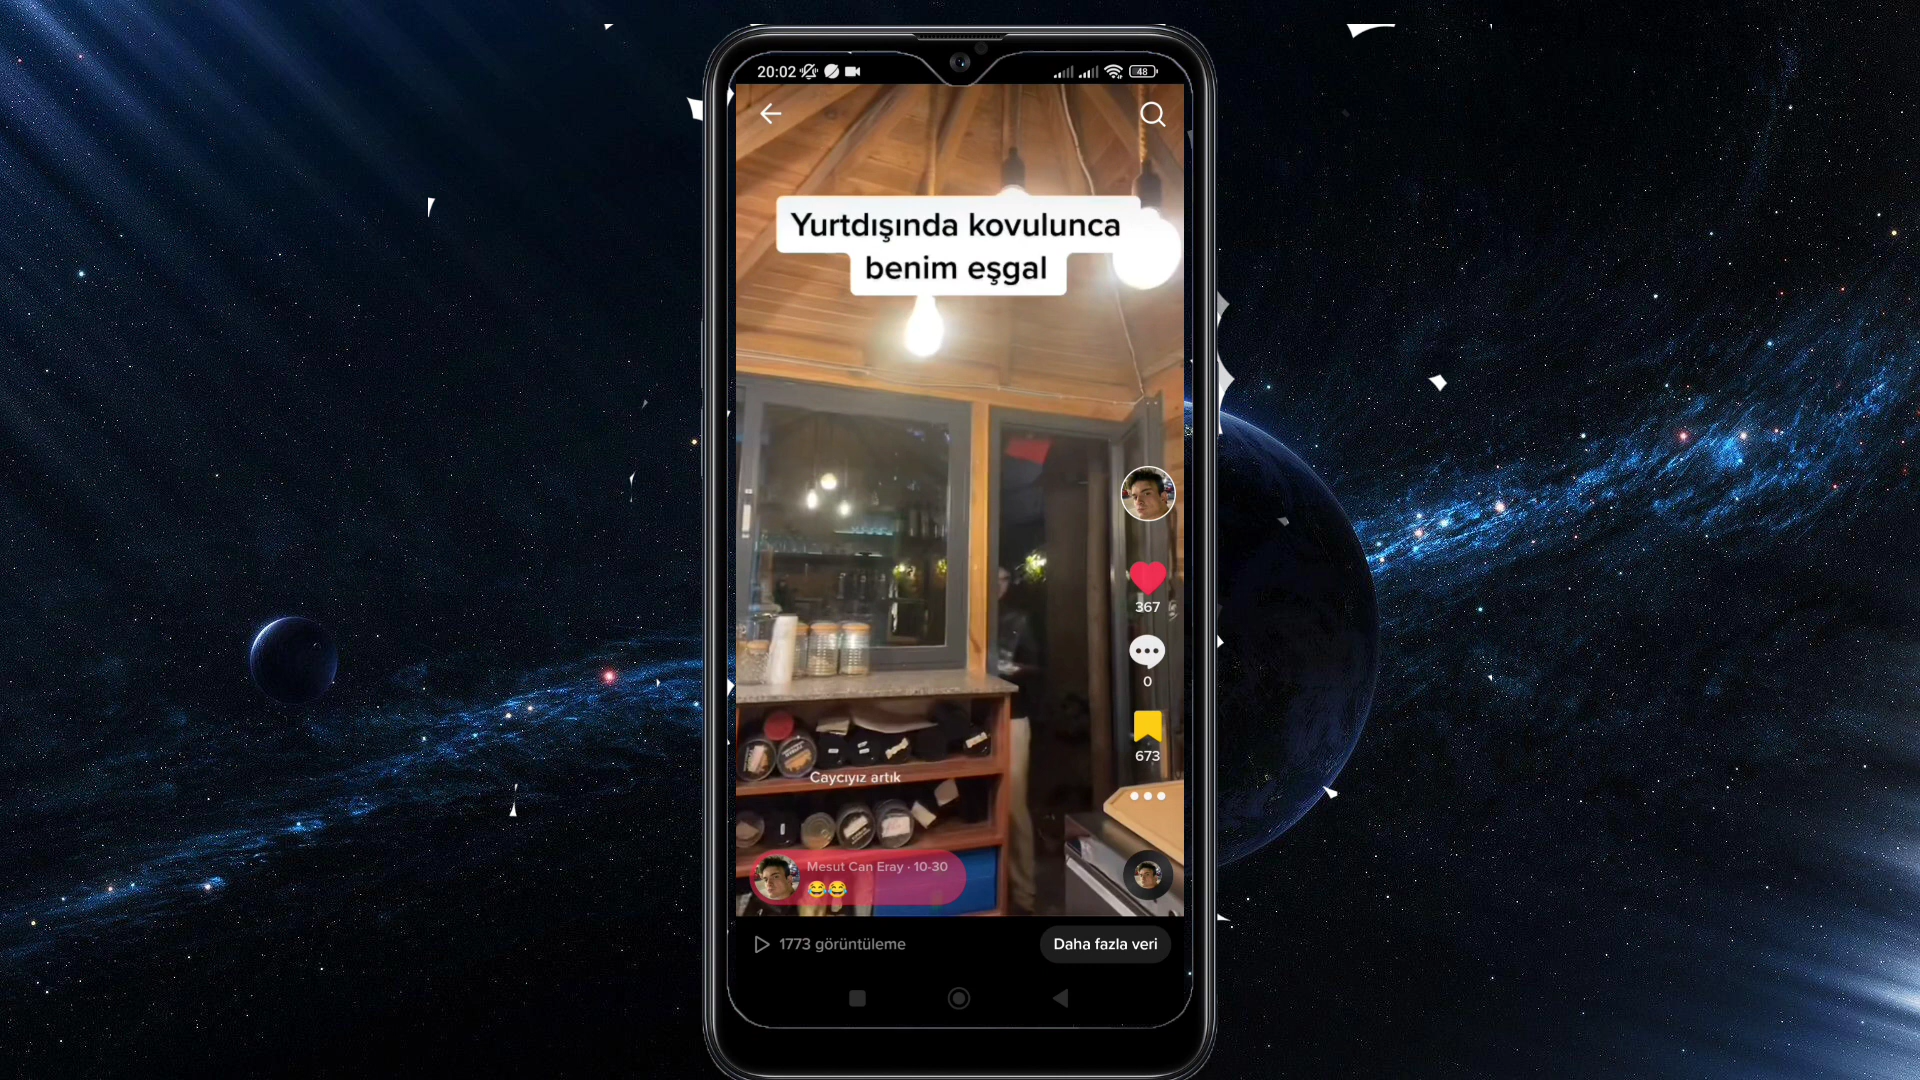 20:02
48
Yurtdışında kovulunca
benim eşgal
367
0
673
Caycıyız artık
Mesut Can Eray · 10-30
😂😂
1773 görüntüleme
Daha fazla veri